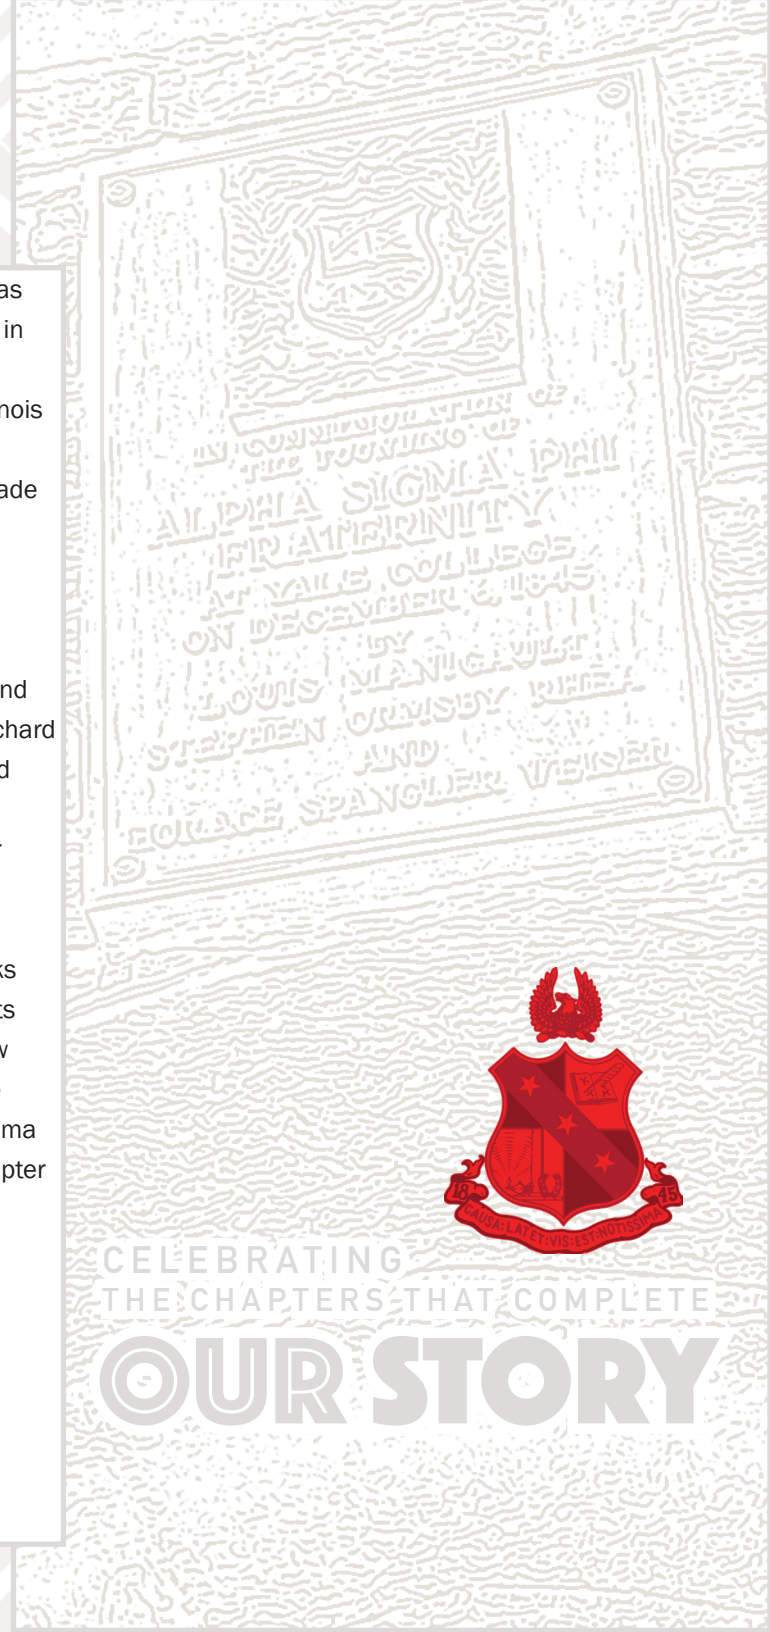 as
in
nois
ade
nd
chard
d
ks
ts
w
ma
pter
IN COMMEMORATION OF
THE FOUNDING OF
ALPHA SIGMA PHI
FRATERNITY
AT YALE COLLEGE
ON DECEMBER 6, 1845
BY
LOUIS MANIGAULT
STEPHEN ORMSBY RHEA
AND
HORACE SPANGLER WEISER
18 45
CAUSA:LATET:VIS:EST:NOTISSIMA
CELEBRATING
THE CHAPTERS THAT COMPLETE
OUR STORY